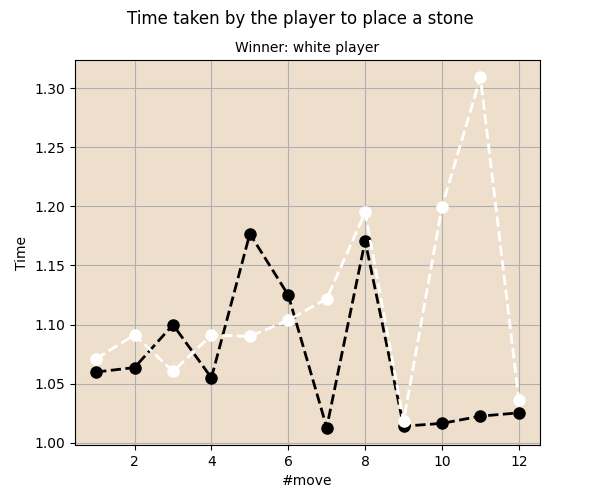 Time taken by the player to place a stone
Winner: white player
1.30
1.25
1.20
1.15
1.10
1.05
1.00
Time
2 4 6 8 10 12
#move